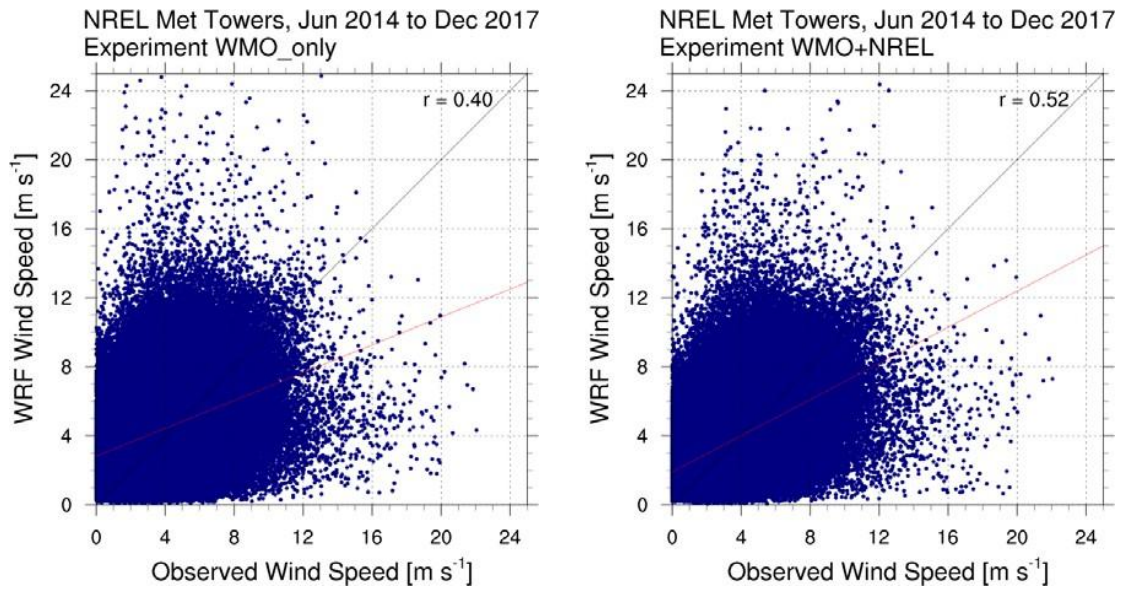 NREL Met Towers, Jun 2014 to Dec 2017
Experiment WMO_only
r = 0.40
24
20
16
12
8
4
0
WRF Wind Speed [m s⁻¹]
0 4 8 12 16 20 24
Observed Wind Speed [m s⁻¹]
NREL Met Towers, Jun 2014 to Dec 2017
Experiment WMO+NREL
r = 0.52
24
20
16
12
8
4
0
WRF Wind Speed [m s⁻¹]
0 4 8 12 16 20 24
Observed Wind Speed [m s⁻¹]